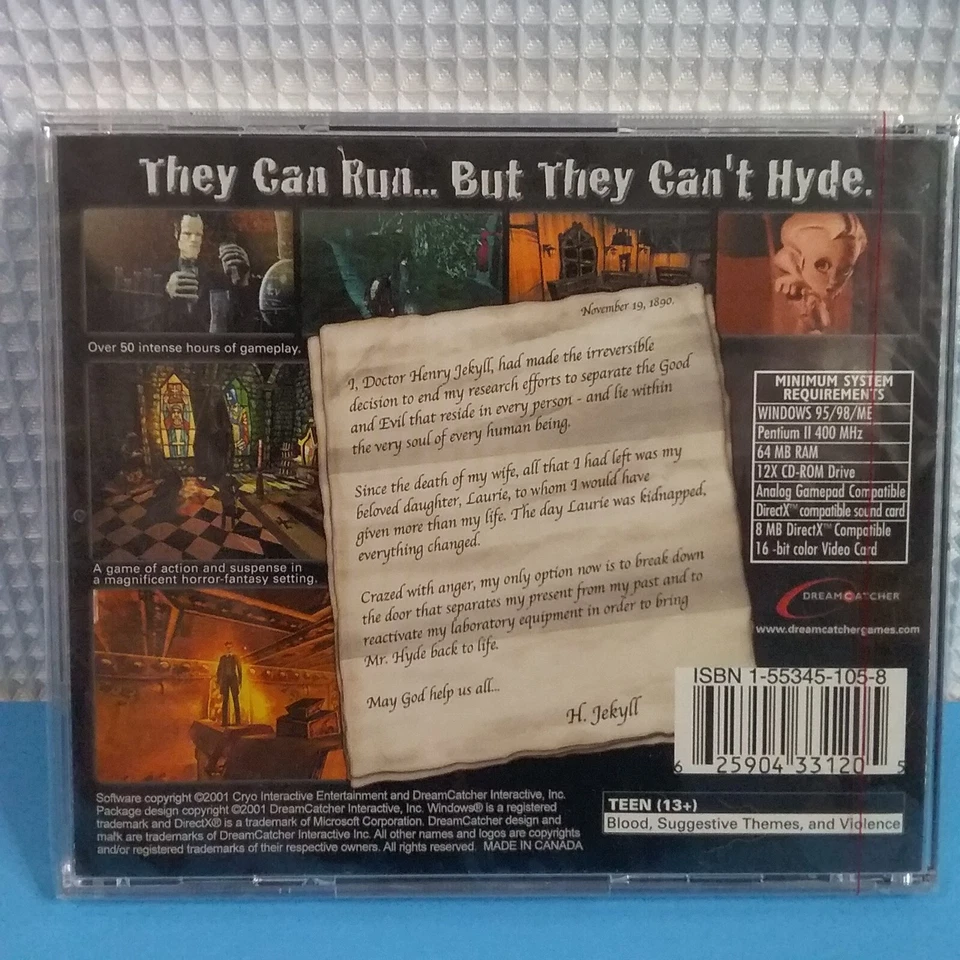 They Can Run... But They Can't Hyde.
Over 50 intense hours of gameplay.
A game of action and suspense in
a magnificent horror-fantasy setting.
November 19, 1890.
I, Doctor Henry Jekyll, had made the irreversible
decision to end my research efforts to separate the Good
and Evil that reside in every person - and lie within
the very soul of every human being.
Since the death of my wife, all that I had left was my
beloved daughter, Laurie, to whom I would have
given more than my life. The day Laurie was kidnapped,
everything changed.
Crazed with anger, my only option now is to break down
the door that separates my present from my past and to
reactivate my laboratory equipment in order to bring
Mr. Hyde back to life.
May God help us all...
H. Jekyll
MINIMUM SYSTEM
REQUIREMENTS
WINDOWS 95/98/ME
Pentium II 400 MHz
64 MB RAM
12X CD-ROM Drive
Analog Gamepad Compatible
DirectX™ compatible sound card
8 MB DirectX™ Compatible
16 -bit color Video Card
DREAMCATCHER
www.dreamcatchergames.com
ISBN 1-55345-105-8
6 25904 33120 5
Software copyright ©2001 Cryo Interactive Entertainment and DreamCatcher Interactive, Inc.
Package design copyright ©2001 DreamCatcher Interactive, Inc. Windows® is a registered
trademark and DirectX® is a trademark of Microsoft Corporation. DreamCatcher design and
mark are trademarks of DreamCatcher Interactive Inc. All other names and logos are copyrights
and/or registered trademarks of their respective owners. All rights reserved. MADE IN CANADA
TEEN (13+)
Blood, Suggestive Themes, and Violence